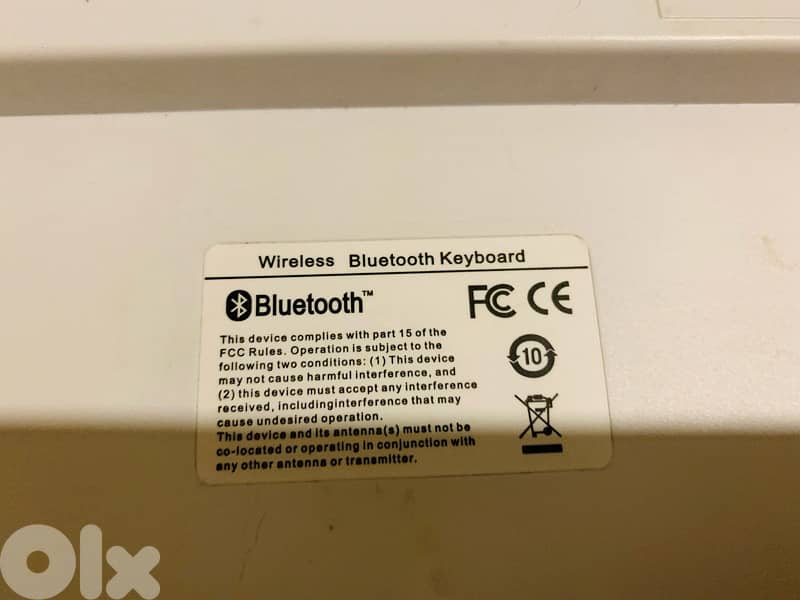 Wireless Bluetooth Keyboard
Bluetooth™
FC CE
This device complies with part 15 of the
FCC Rules. Operation is subject to the
following two conditions: (1) This device
may not cause harmful interference, and
(2) this device must accept any interference
received, includinginterference that may
cause undesired operation.
This device and its antenna(s) must not be
co-located or operating in conjunction with
any other antenna or transmitter.
10
Olx